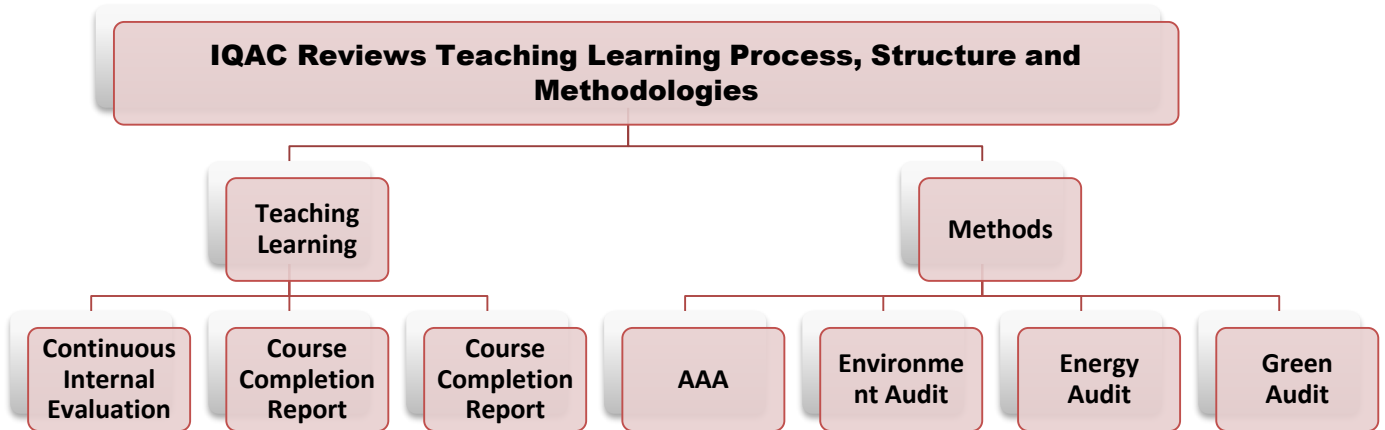 IQAC Reviews Teaching Learning Process, Structure and
Methodologies
Teaching
Learning
Methods
Continuous
Internal
Evaluation
Course
Completion
Report
Course
Completion
Report
AAA
Environme
nt Audit
Energy
Audit
Green
Audit